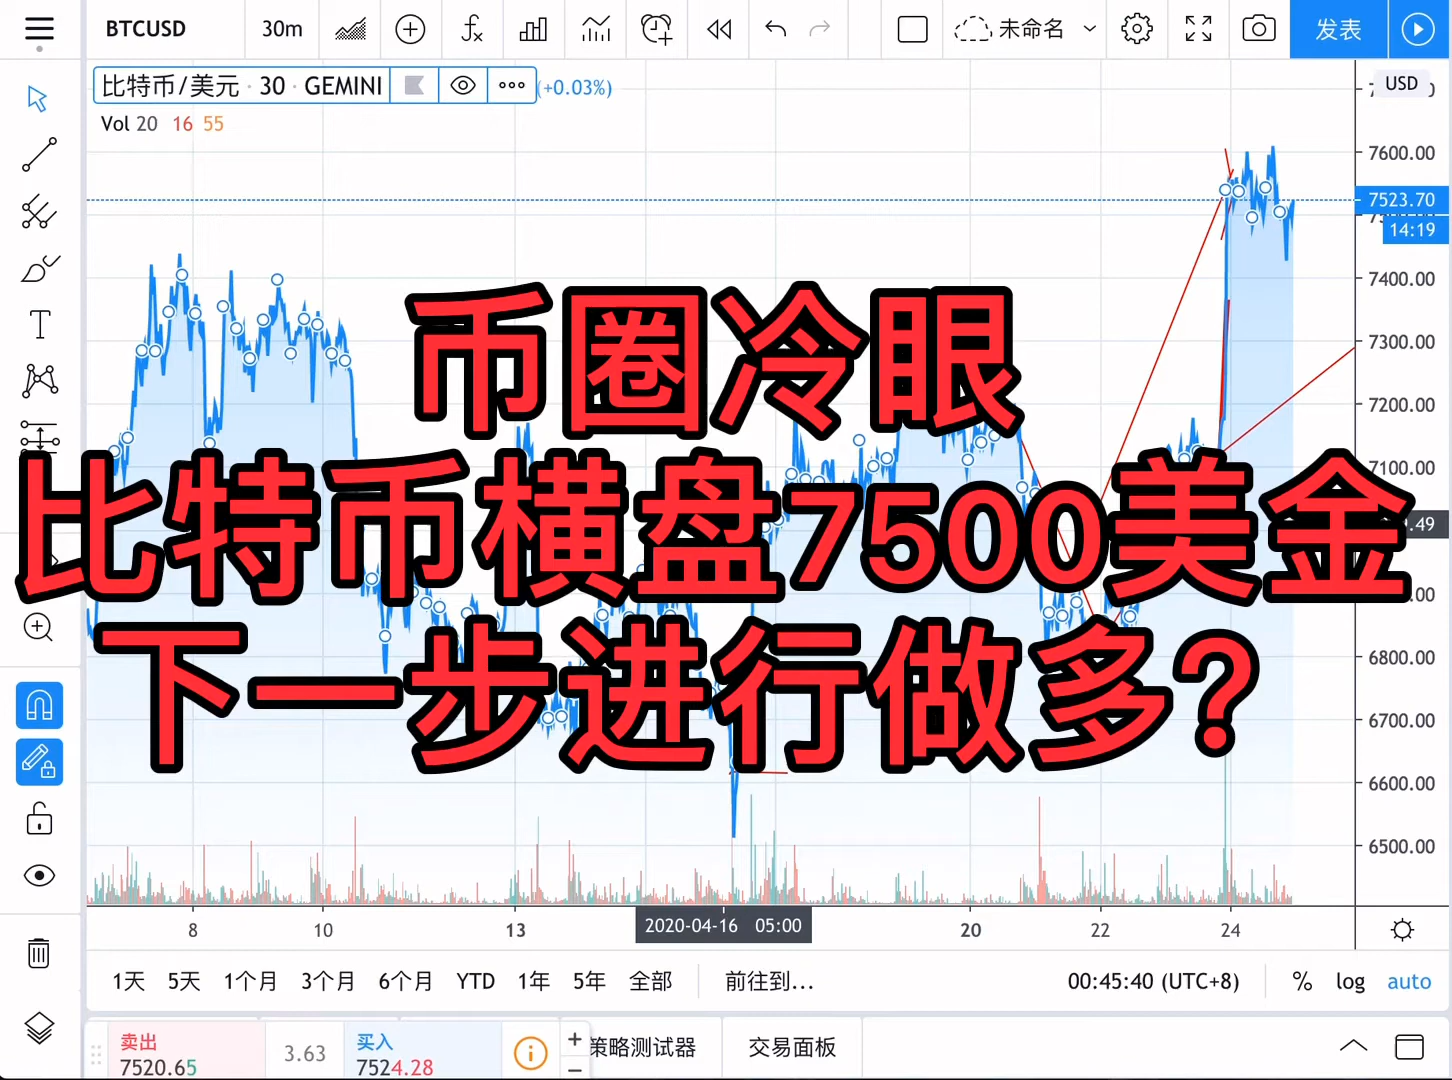 BTCUSD 30m 未命名 发表
比特币/美元 · 30 · GEMINI (+0.03%) USD
Vol 20 16 55
7600.00
7523.70
14:19
7400.00
币圈冷眼
7300.00
7200.00
7100.00
比特币横盘7500美金
.49
.00
下一步进行做多?
6800.00
6700.00
6600.00
6500.00
8 10 13 2020-04-16 05:00 20 22 24
1天 5天 1个月 3个月 6个月 YTD 1年 5年 全部 前往到... 00:45:40 (UTC+8) % log auto
卖出 3.63 买入 + 策略测试器 交易面板
7520.65 7524.28 −